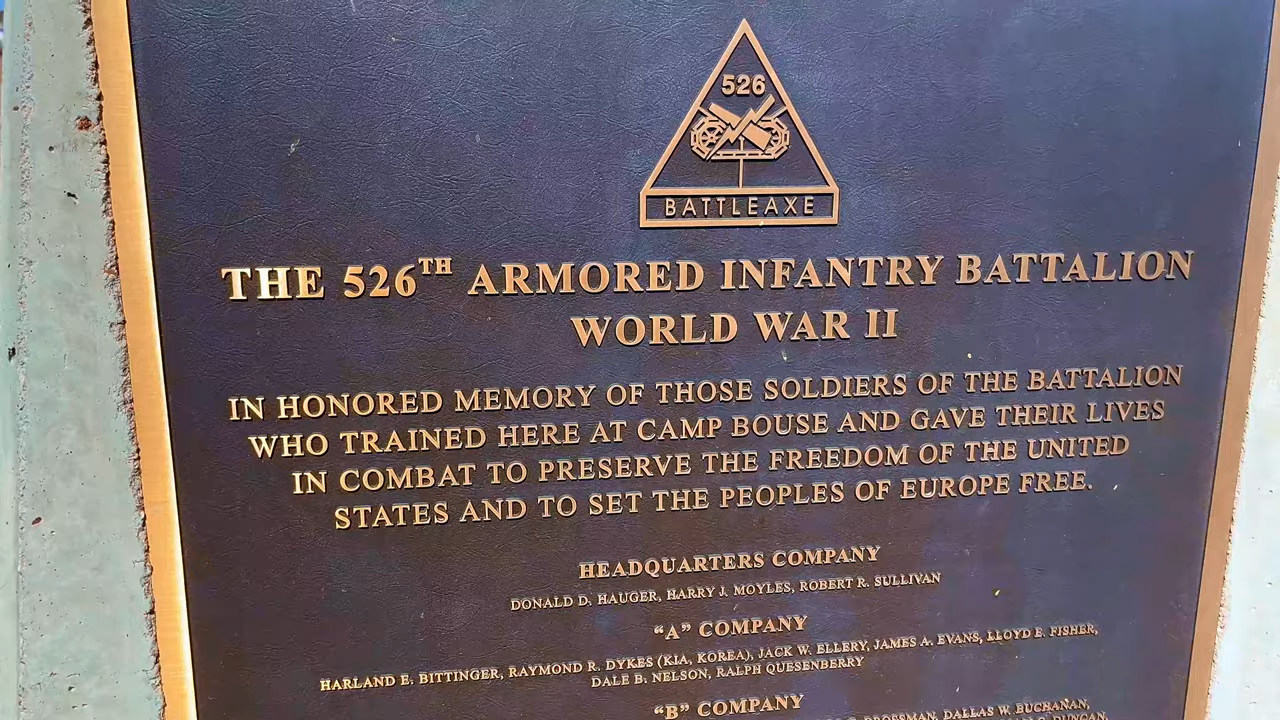 526
BATTLEAXE
THE 526TH ARMORED INFANTRY BATTALION
WORLD WAR II
IN HONORED MEMORY OF THOSE SOLDIERS OF THE BATTALION
WHO TRAINED HERE AT CAMP BOUSE AND GAVE THEIR LIVES
IN COMBAT TO PRESERVE THE FREEDOM OF THE UNITED
STATES AND TO SET THE PEOPLES OF EUROPE FREE.
HEADQUARTERS COMPANY
DONALD D. HAUGER, HARRY J. MOYLES, ROBERT R. SULLIVAN
“A” COMPANY
HARLAND E. BITTINGER, RAYMOND R. DYKES (KIA, KOREA), JACK W. ELLERY, JAMES A. EVANS, LLOYD E. FISHER,
DALE B. NELSON, RALPH QUESENBERRY
“B” COMPANY
DALLAS W. BUCHANAN,